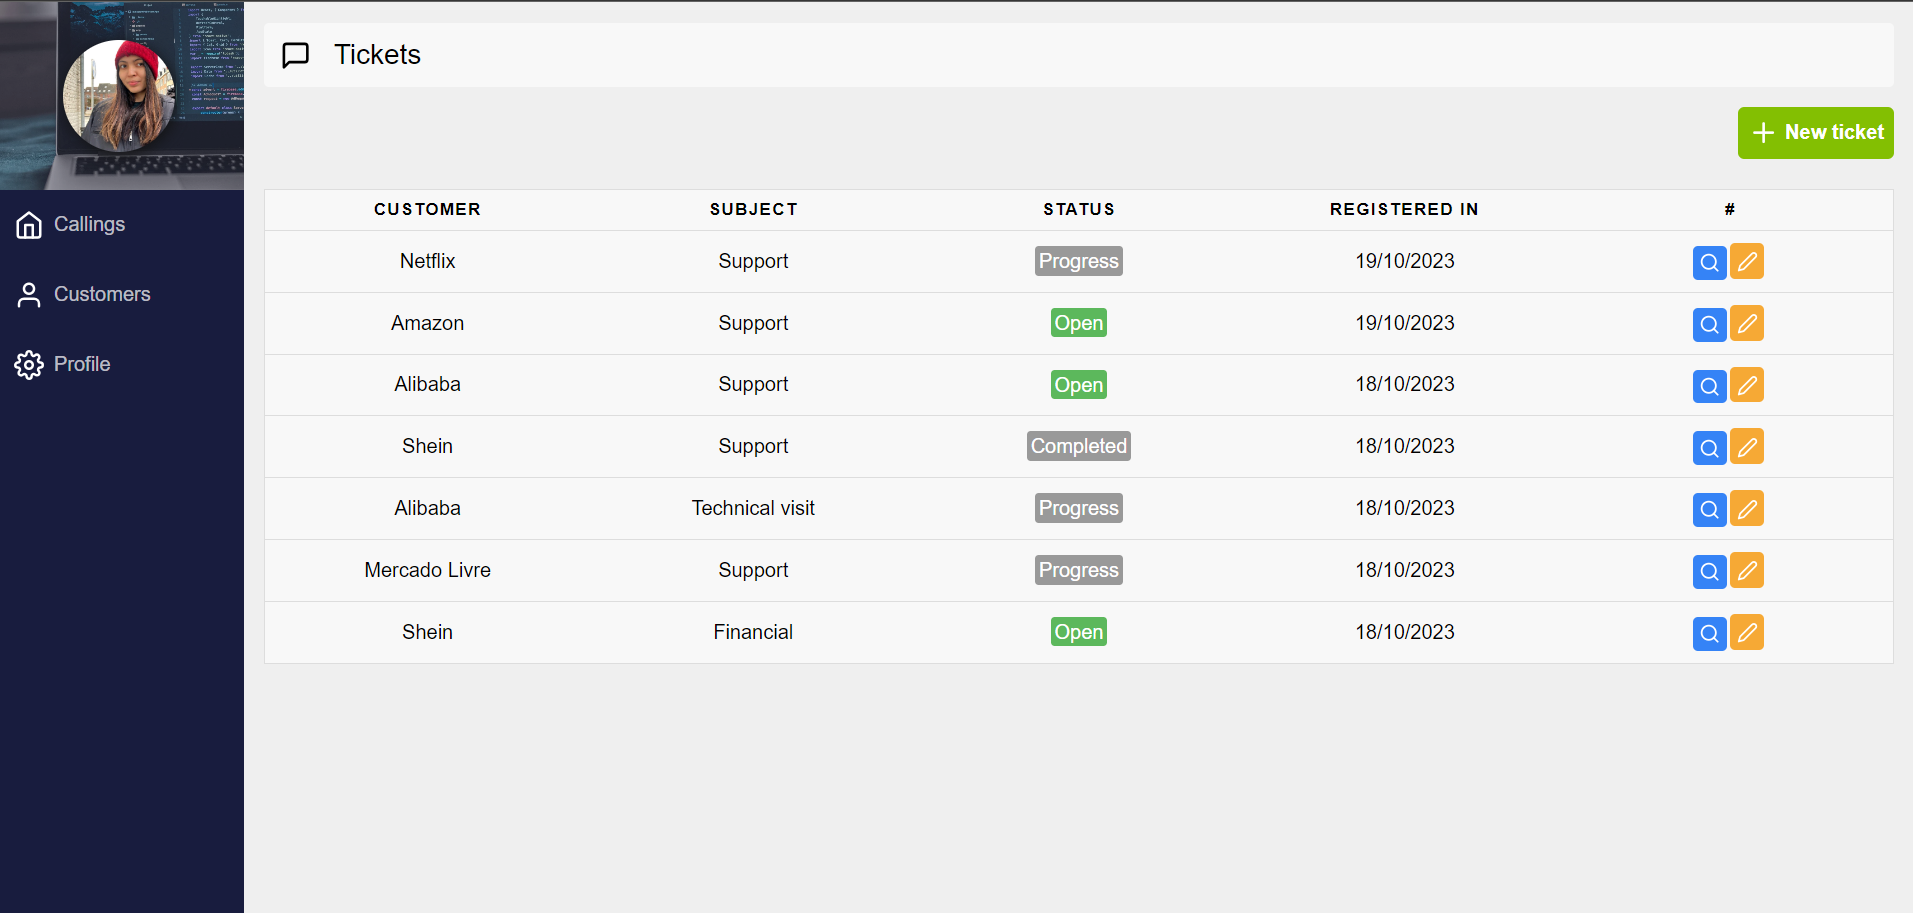 Tickets
New ticket
Callings
Customers
Profile
CUSTOMER SUBJECT STATUS REGISTERED IN #
Netflix Support Progress 19/10/2023
Amazon Support Open 19/10/2023
Alibaba Support Open 18/10/2023
Shein Support Completed 18/10/2023
Alibaba Technical visit Progress 18/10/2023
Mercado Livre Support Progress 18/10/2023
Shein Financial Open 18/10/2023